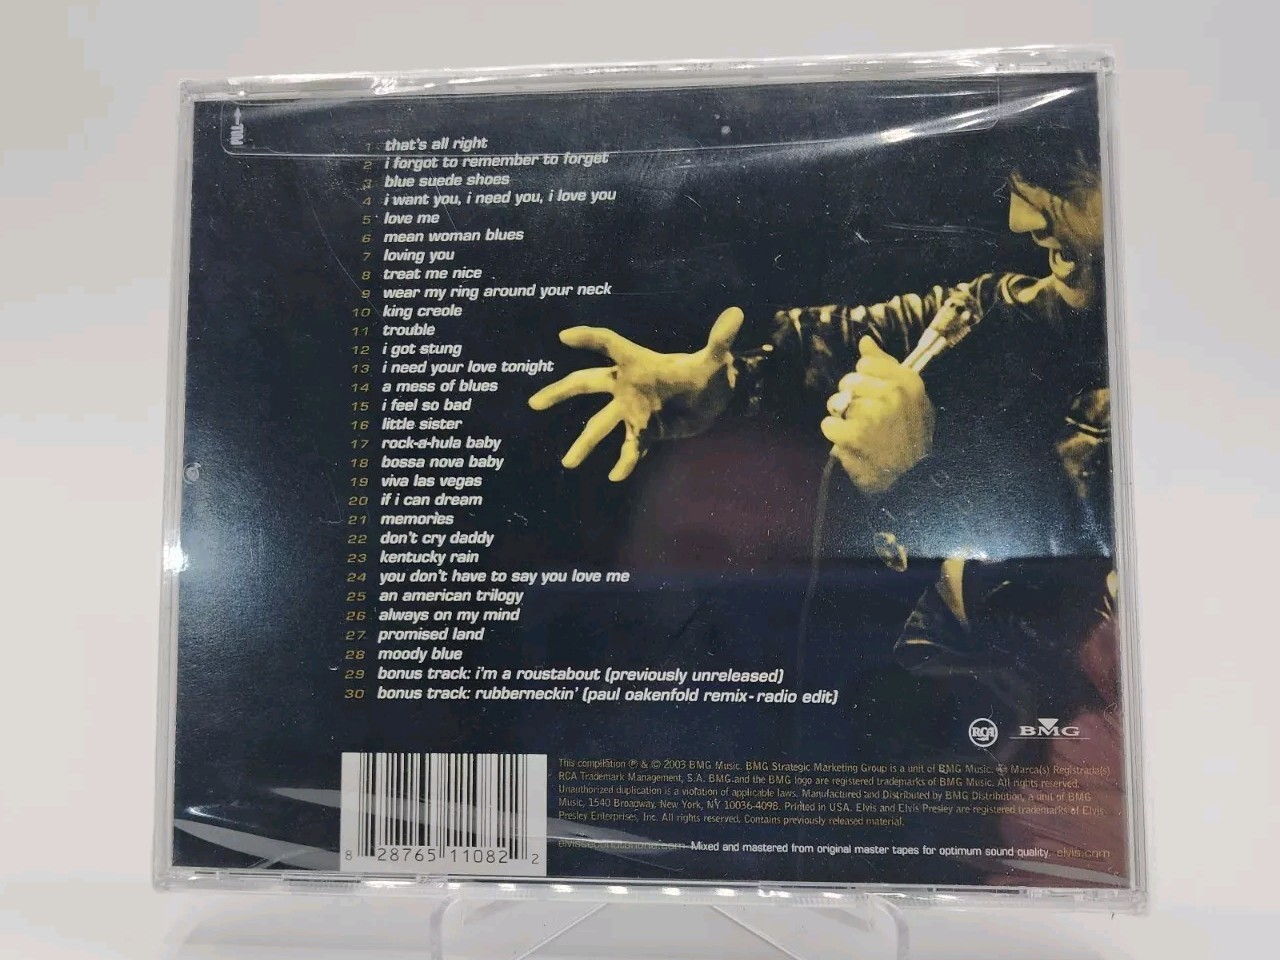 PULL
1 that's all right
2 i forgot to remember to forget
3 blue suede shoes
4 i want you, i need you, i love you
5 love me
6 mean woman blues
7 loving you
8 treat me nice
9 wear my ring around your neck
10 king creole
11 trouble
12 i got stung
13 i need your love tonight
14 a mess of blues
15 i feel so bad
16 little sister
17 rock-a-hula baby
18 bossa nova baby
19 viva las vegas
20 if i can dream
21 memories
22 don't cry daddy
23 kentucky rain
24 you don't have to say you love me
25 an american trilogy
26 always on my mind
27 promised land
28 moody blue
29 bonus track: i'm a roustabout (previously unreleased)
30 bonus track: rubberneckin' (paul oakenfold remix-radio edit)
RCA BMG
This compilation ℗ & © 2003 BMG Music. BMG Strategic Marketing Group is a unit of BMG Music. Marca(s) Registrada(s)
RCA Trademark Management, S.A. BMG and the BMG logo are registered trademarks of BMG Music. All rights reserved.
Unauthorized duplication is a violation of applicable laws. Manufactured and Distributed by BMG Distribution, a unit of BMG
Music, 1540 Broadway, New York, NY 10036-4098. Printed in USA. Elvis and Elvis Presley are registered trademarks of Elvis
Presley Enterprises, Inc. All rights reserved. Contains previously released material.
Mixed and mastered from original master tapes for optimum sound quality. elvis.com
8 28765 11082 2